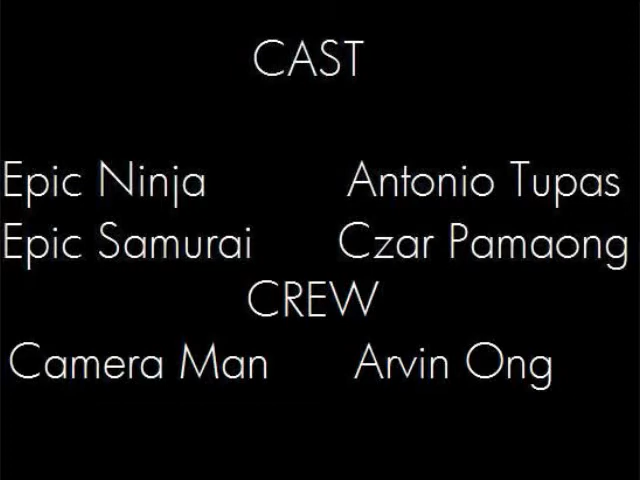 CAST
Epic Ninja Antonio Tupas
Epic Samurai Czar Pamaong
CREW
Camera Man Arvin Ong